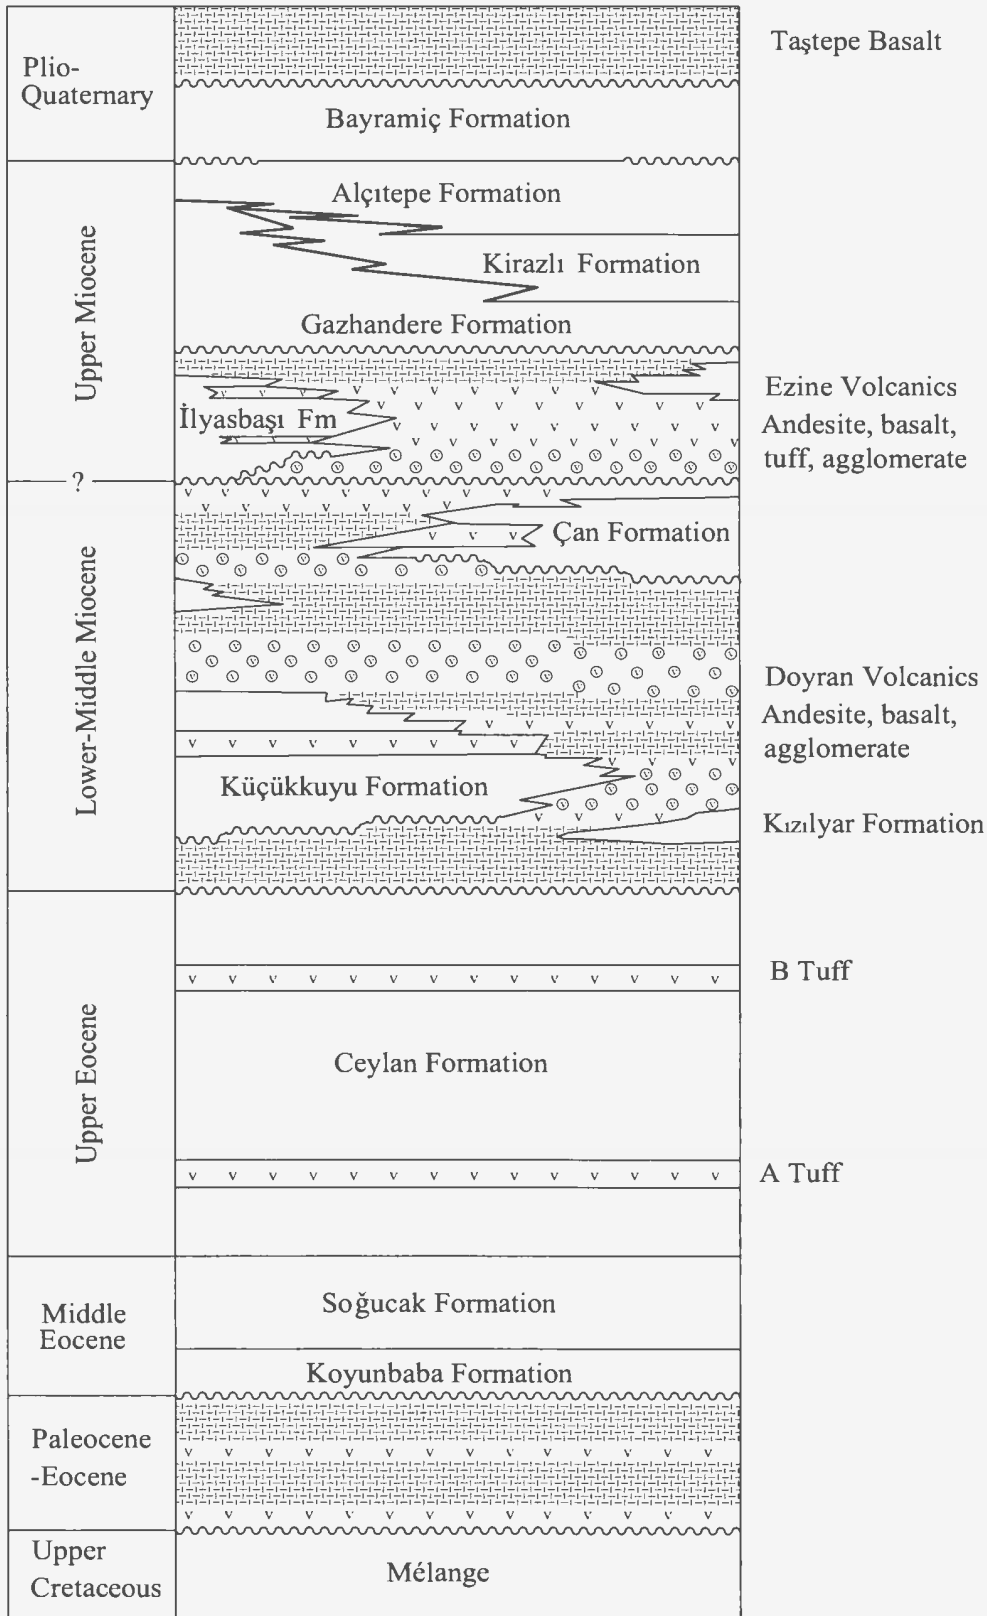 Taştepe Basalt
Plio-
Quaternary
Bayramiç Formation
Alçıtepe Formation
Upper Miocene
Kirazlı Formation
Gazhandere Formation
Ezine Volcanics
İlyasbaşı Fm
Andesite, basalt,
tuff, agglomerate
?
Çan Formation
Lower-Middle Miocene
Doyran Volcanics
Andesite, basalt,
agglomerate
Küçükkuyu Formation
Kızılyar Formation
B Tuff
Upper Eocene
Ceylan Formation
A Tuff
Middle
Eocene
Soğucak Formation
Koyunbaba Formation
Paleocene
-Eocene
Upper
Cretaceous
Mélange